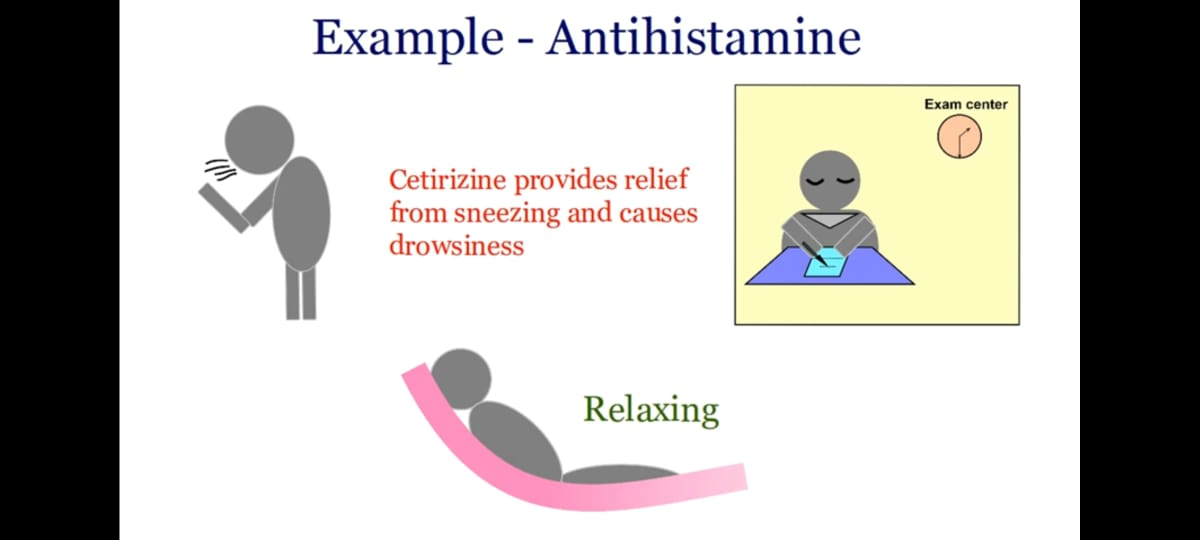 Example - Antihistamine
Exam center
Cetirizine provides relief
from sneezing and causes
drowsiness
Relaxing